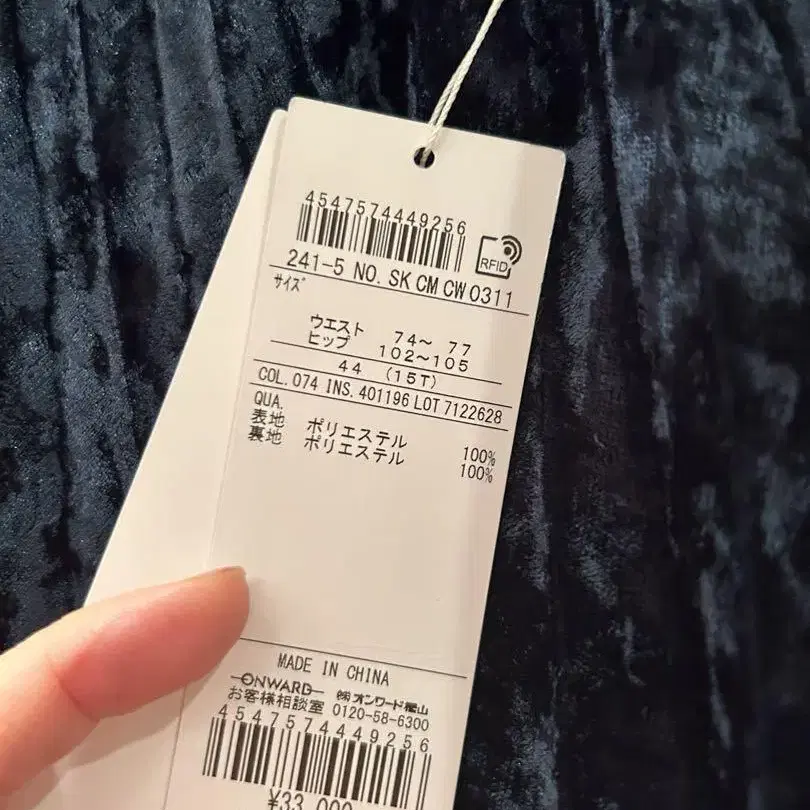 4547574449256
RFID
241-5 NO. SK CM CW 0311
サイズ
ウエスト 74～ 77
ヒップ 102～105
44 (15T)
COL. 074 INS. 401196 LOT 7122628
QUA.
表地 ポリエステル 100%
裏地 ポリエステル 100%
MADE IN CHINA
ONWARD ㈱オンワード樫山
お客様相談室 0120-58-6300
4547574449256
¥33,000